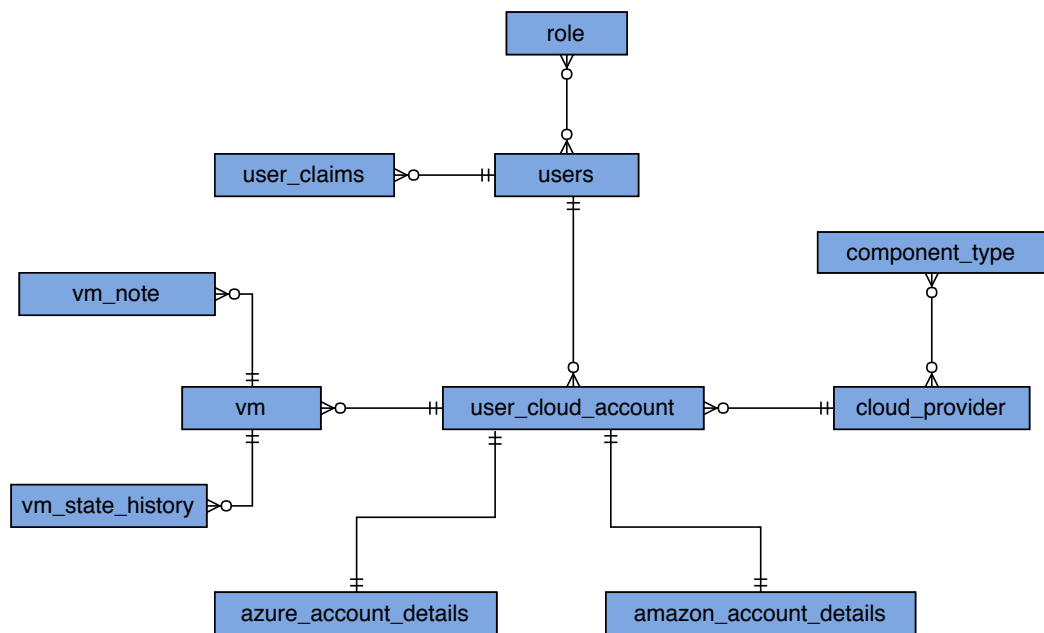 role
user_claims
users
component_type
vm_note
vm
user_cloud_account
cloud_provider
vm_state_history
azure_account_details
amazon_account_details